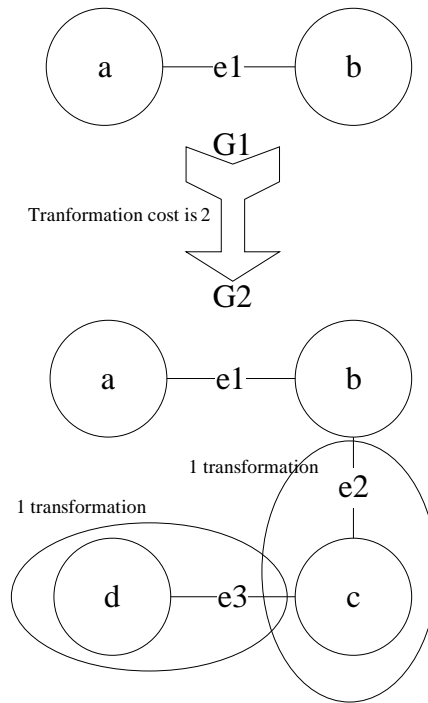 a e1 b
G1
Tranformation cost is 2
G2
a e1 b
1 transformation
e2
1 transformation
d e3 c